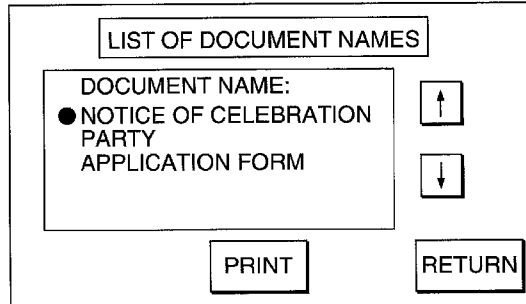 LIST OF DOCUMENT NAMES
DOCUMENT NAME:
●NOTICE OF CELEBRATION
PARTY
APPLICATION FORM
↑
↓
PRINT
RETURN